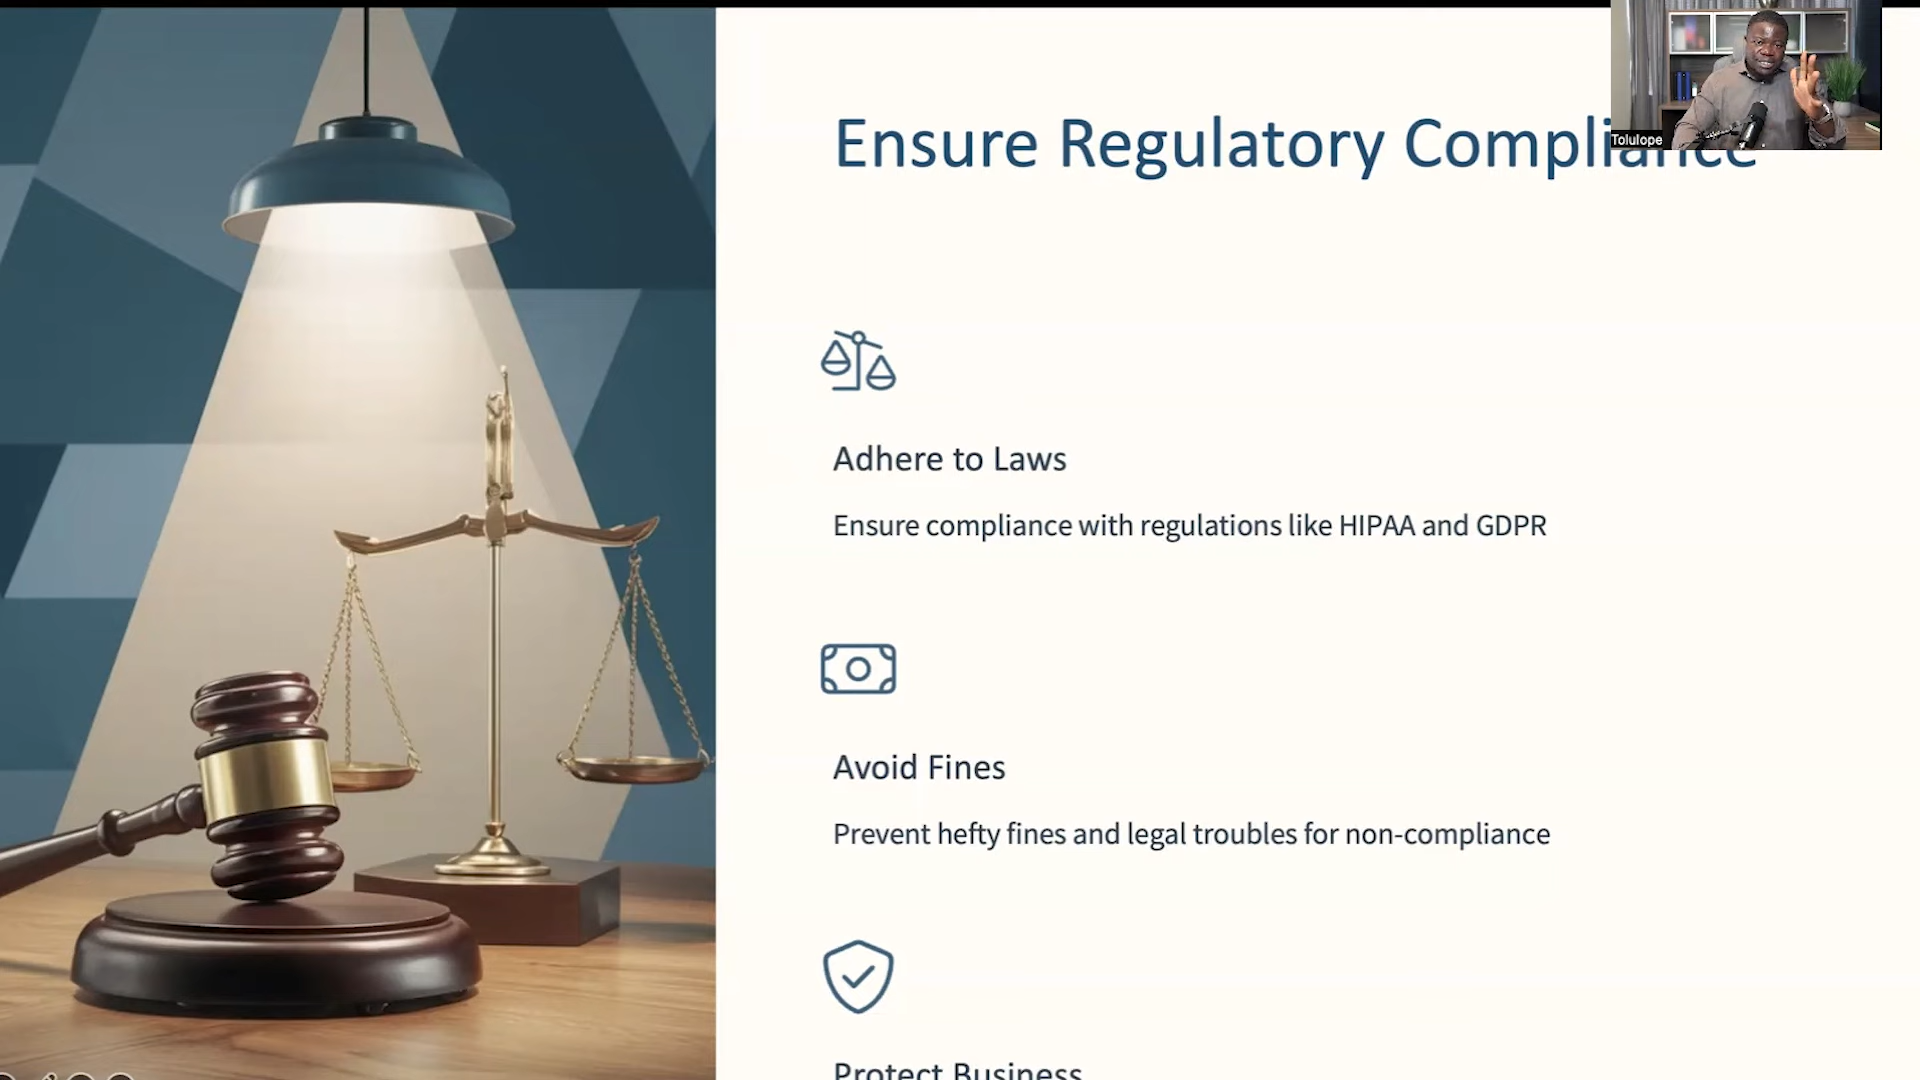 Ensure Regulatory Compliance
Tolulope
Adhere to Laws
Ensure compliance with regulations like HIPAA and GDPR
Avoid Fines
Prevent hefty fines and legal troubles for non-compliance
Protect Business